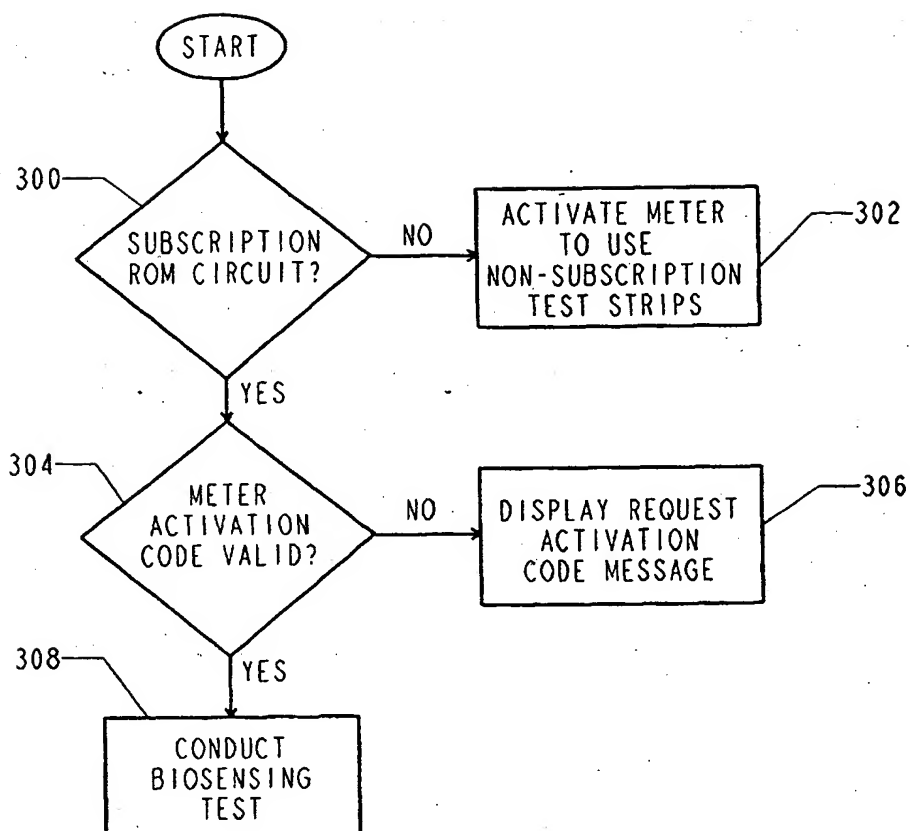 START
300
SUBSCRIPTION
ROM CIRCUIT?
NO
ACTIVATE METER
TO USE
NON-SUBSCRIPTION
TEST STRIPS
302
YES
304
METER
ACTIVATION
CODE VALID?
NO
DISPLAY REQUEST
ACTIVATION
CODE MESSAGE
306
308
YES
CONDUCT
BIOSENSING
TEST